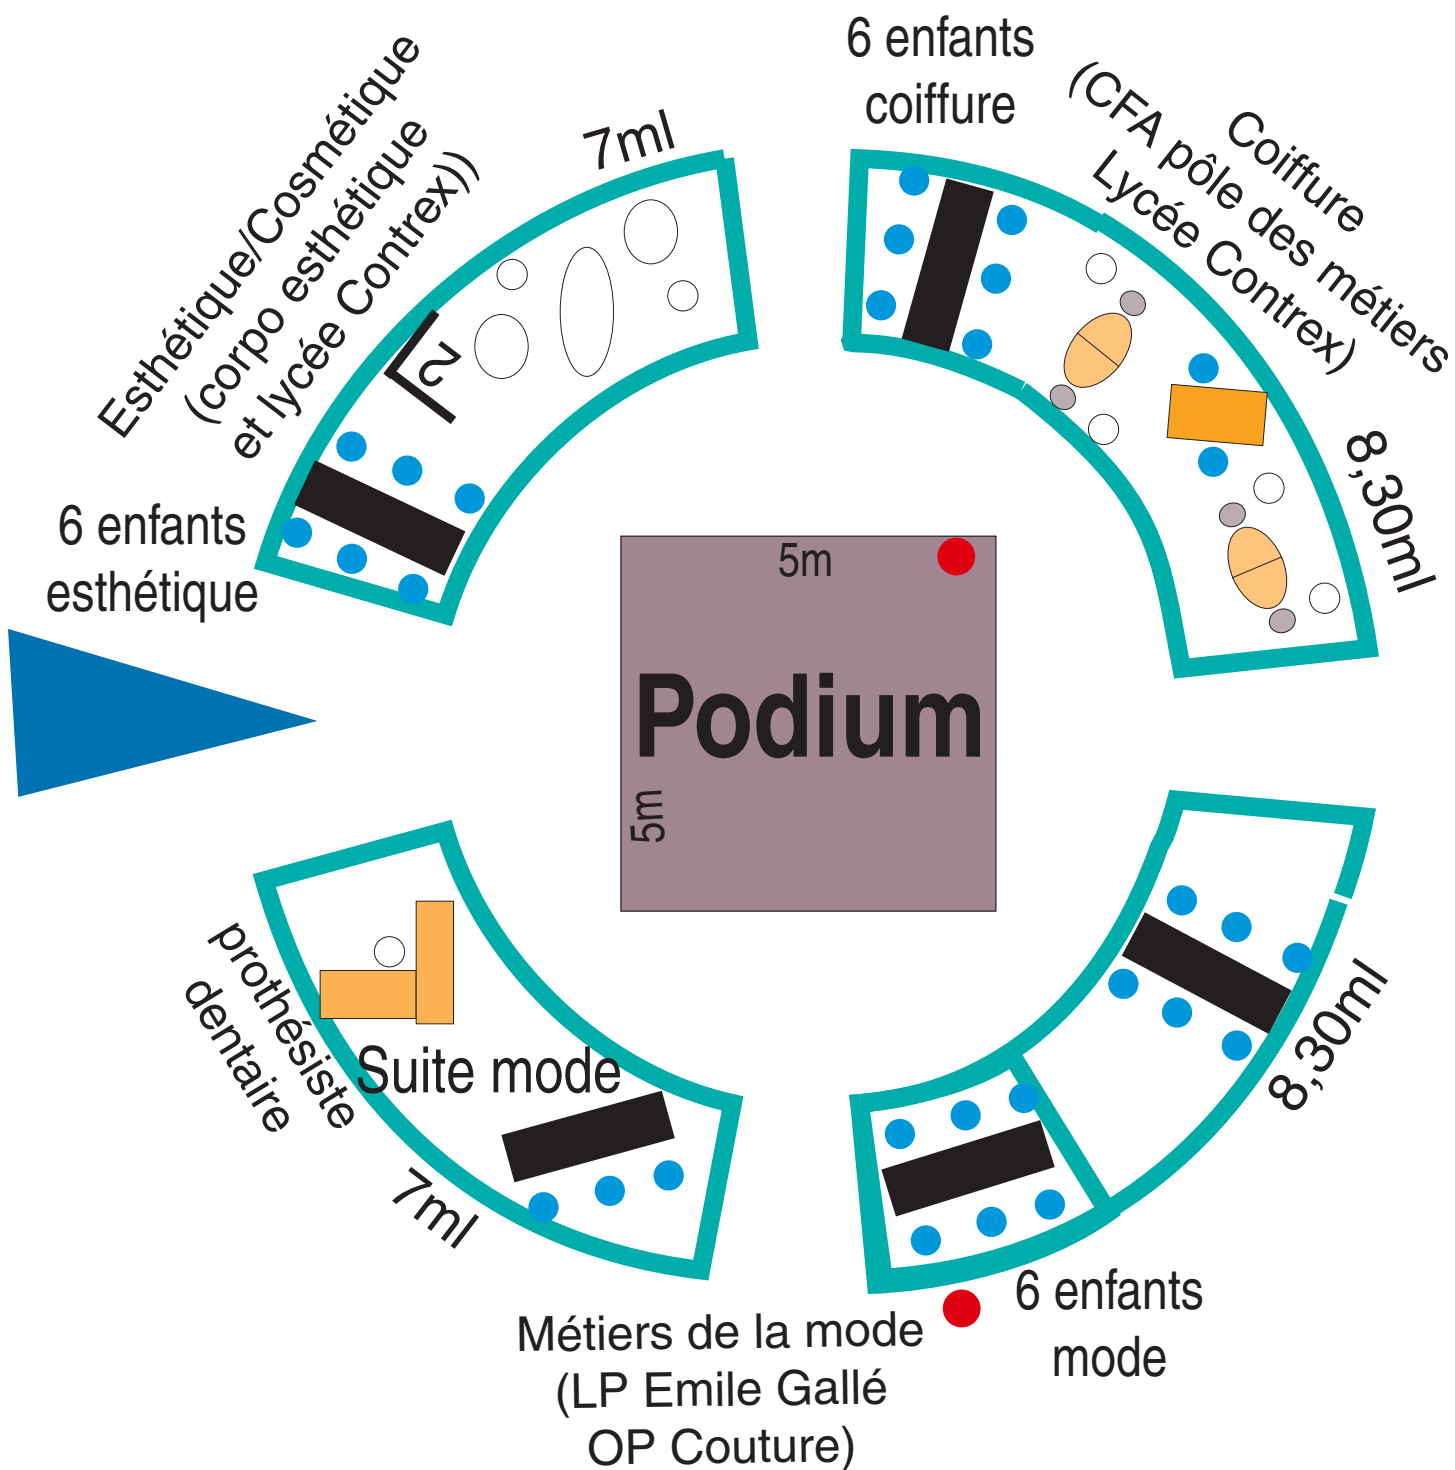 6 enfants
coiffure
Coiffure
(CFA pôle des métiers
Lycée Contrex)
Esthétique/Cosmétique
(corpo esthétique
et lycée Contrex))
7ml
8,30ml
6 enfants
esthétique
5m
Podium
5m
prothésiste
dentaire
Suite mode
7ml
8,30ml
6 enfants
mode
Métiers de la mode
(LP Emile Gallé
OP Couture)